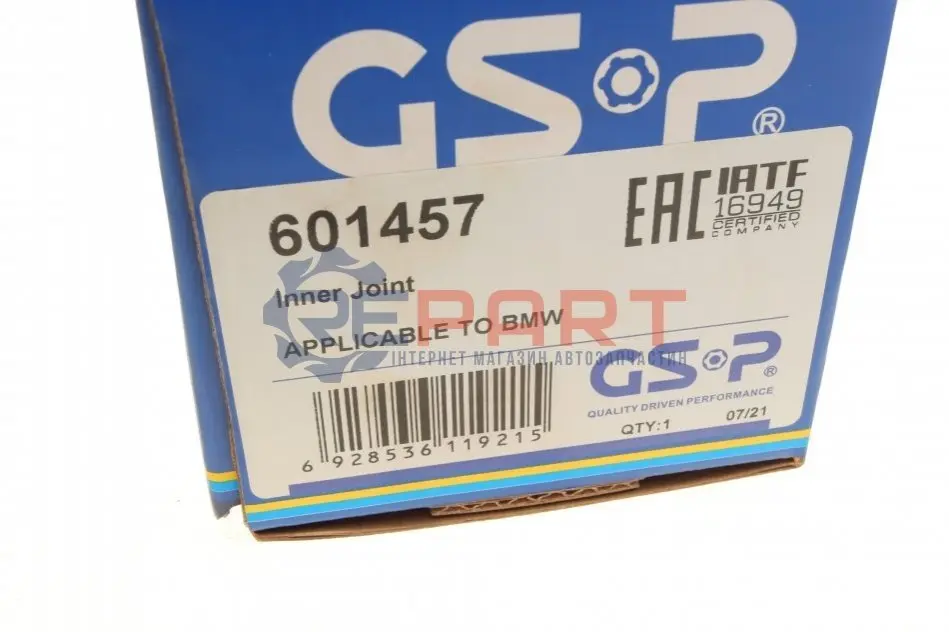 GSP®
601457
EAC
IATF
16949
CERTIFIED
COMPANY
Inner Joint
APPLICABLE TO BMW
REPART
ІНТЕРНЕТ МАГАЗИН АВТОЗАПЧАСТИН
GSP®
QUALITY DRIVEN PERFORMANCE
QTY:1
07/21
6 928536 119215